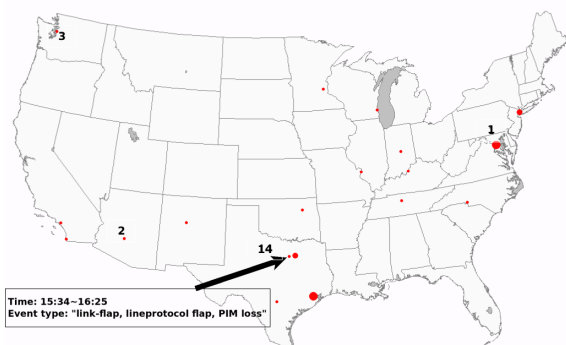 3
1
2
14
Time: 15:34~16:25
Event type: "link-flap, lineprotocol flap, PIM loss"